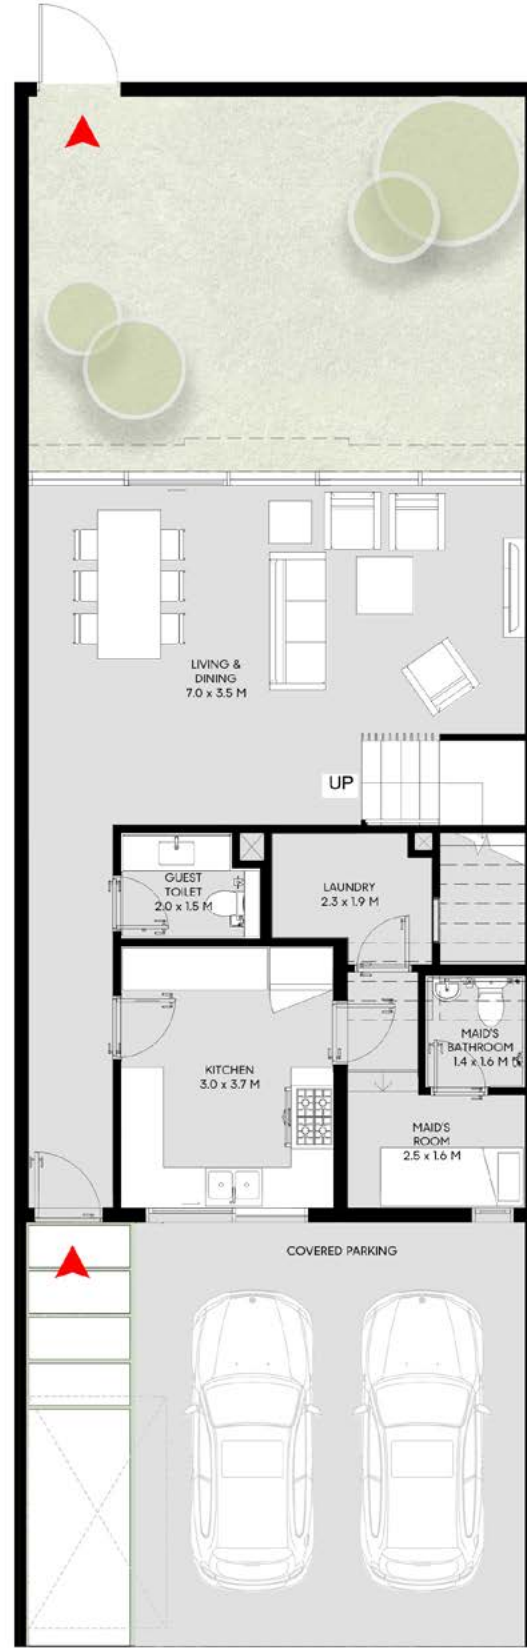 LIVING &
DINING
7.0 x 3.5 M
UP
GUEST
TOILET
2.0 x 1.5 M
LAUNDRY
2.3 x 1.9 M
MAID'S
BATHROOM
1.4 x 1.6 M
KITCHEN
3.0 x 3.7 M
MAID'S
ROOM
2.5 x 1.6 M
COVERED PARKING